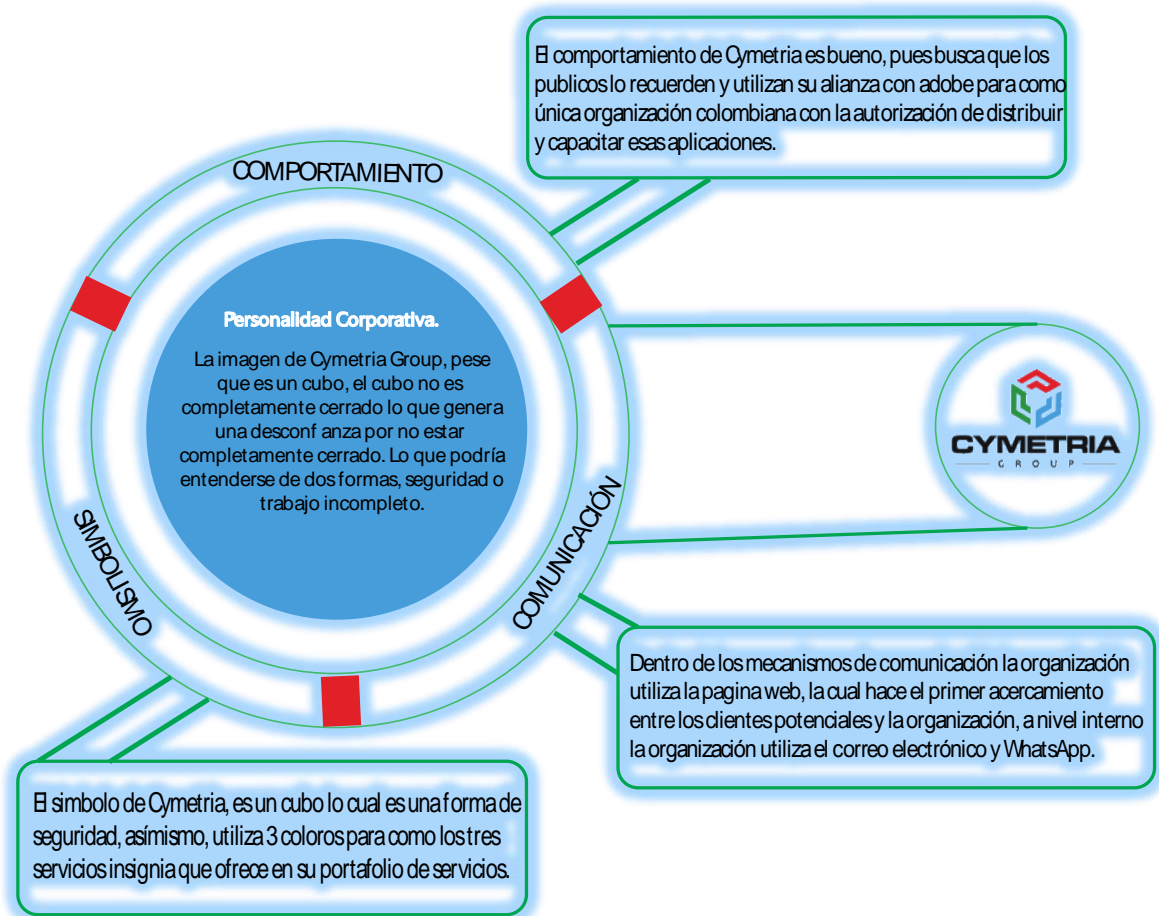 El comportamiento de Cymetria es bueno, pues busca que los
publicos lo recuerden y utilizan su alianza con adobe para como
única organización colombiana con la autorización de distribuir
y capacitar esas aplicaciones.
COMPORTAMIENTO
Personalidad Corporativa.
La imagen de Cymetria Group, pese
que es un cubo, el cubo no es
completamente cerrado lo que genera
una desconf anza por no estar
completamente cerrado. Lo que podría
entenderse de dos formas, seguridad o
trabajo incompleto.
CYMETRIA
GROUP
SIMBOLISMO
COMUNICACIÓN
Dentro de los mecanismos de comunicación la organización
utiliza la pagina web, la cual hace el primer acercamiento
entre los clientes potenciales y la organización, a nivel interno
la organización utiliza el correo electrónico y WhatsApp.
El simbolo de Cymetria, es un cubo lo cual es una forma de
seguridad, asímismo, utiliza 3 coloros para como los tres
servicios insignia que ofrece en su portafolio de servicios.